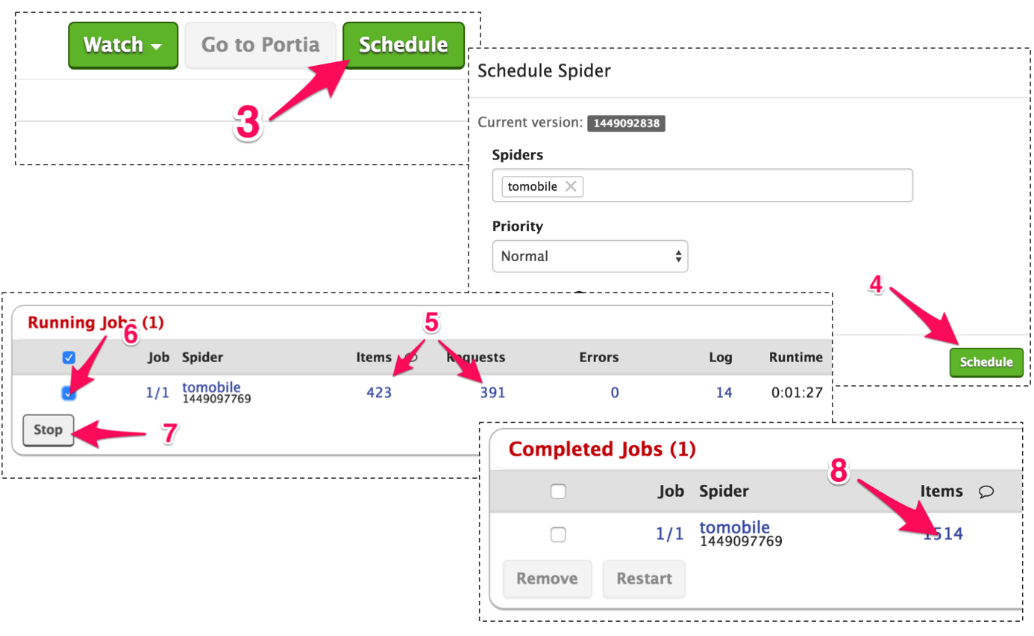 Watch Go to Portia Schedule
3
Schedule Spider
Current version: 1449092838
Spiders
tomobile
Priority
Normal
4
Schedule
Running Jobs (1)
6
5
Job Spider Items Requests Errors Log Runtime
1/1 tomobile 423 391 0 14 0:01:27
1449097769
Stop
7
Completed Jobs (1)
8
Job Spider Items
1/1 tomobile 1514
1449097769
Remove Restart